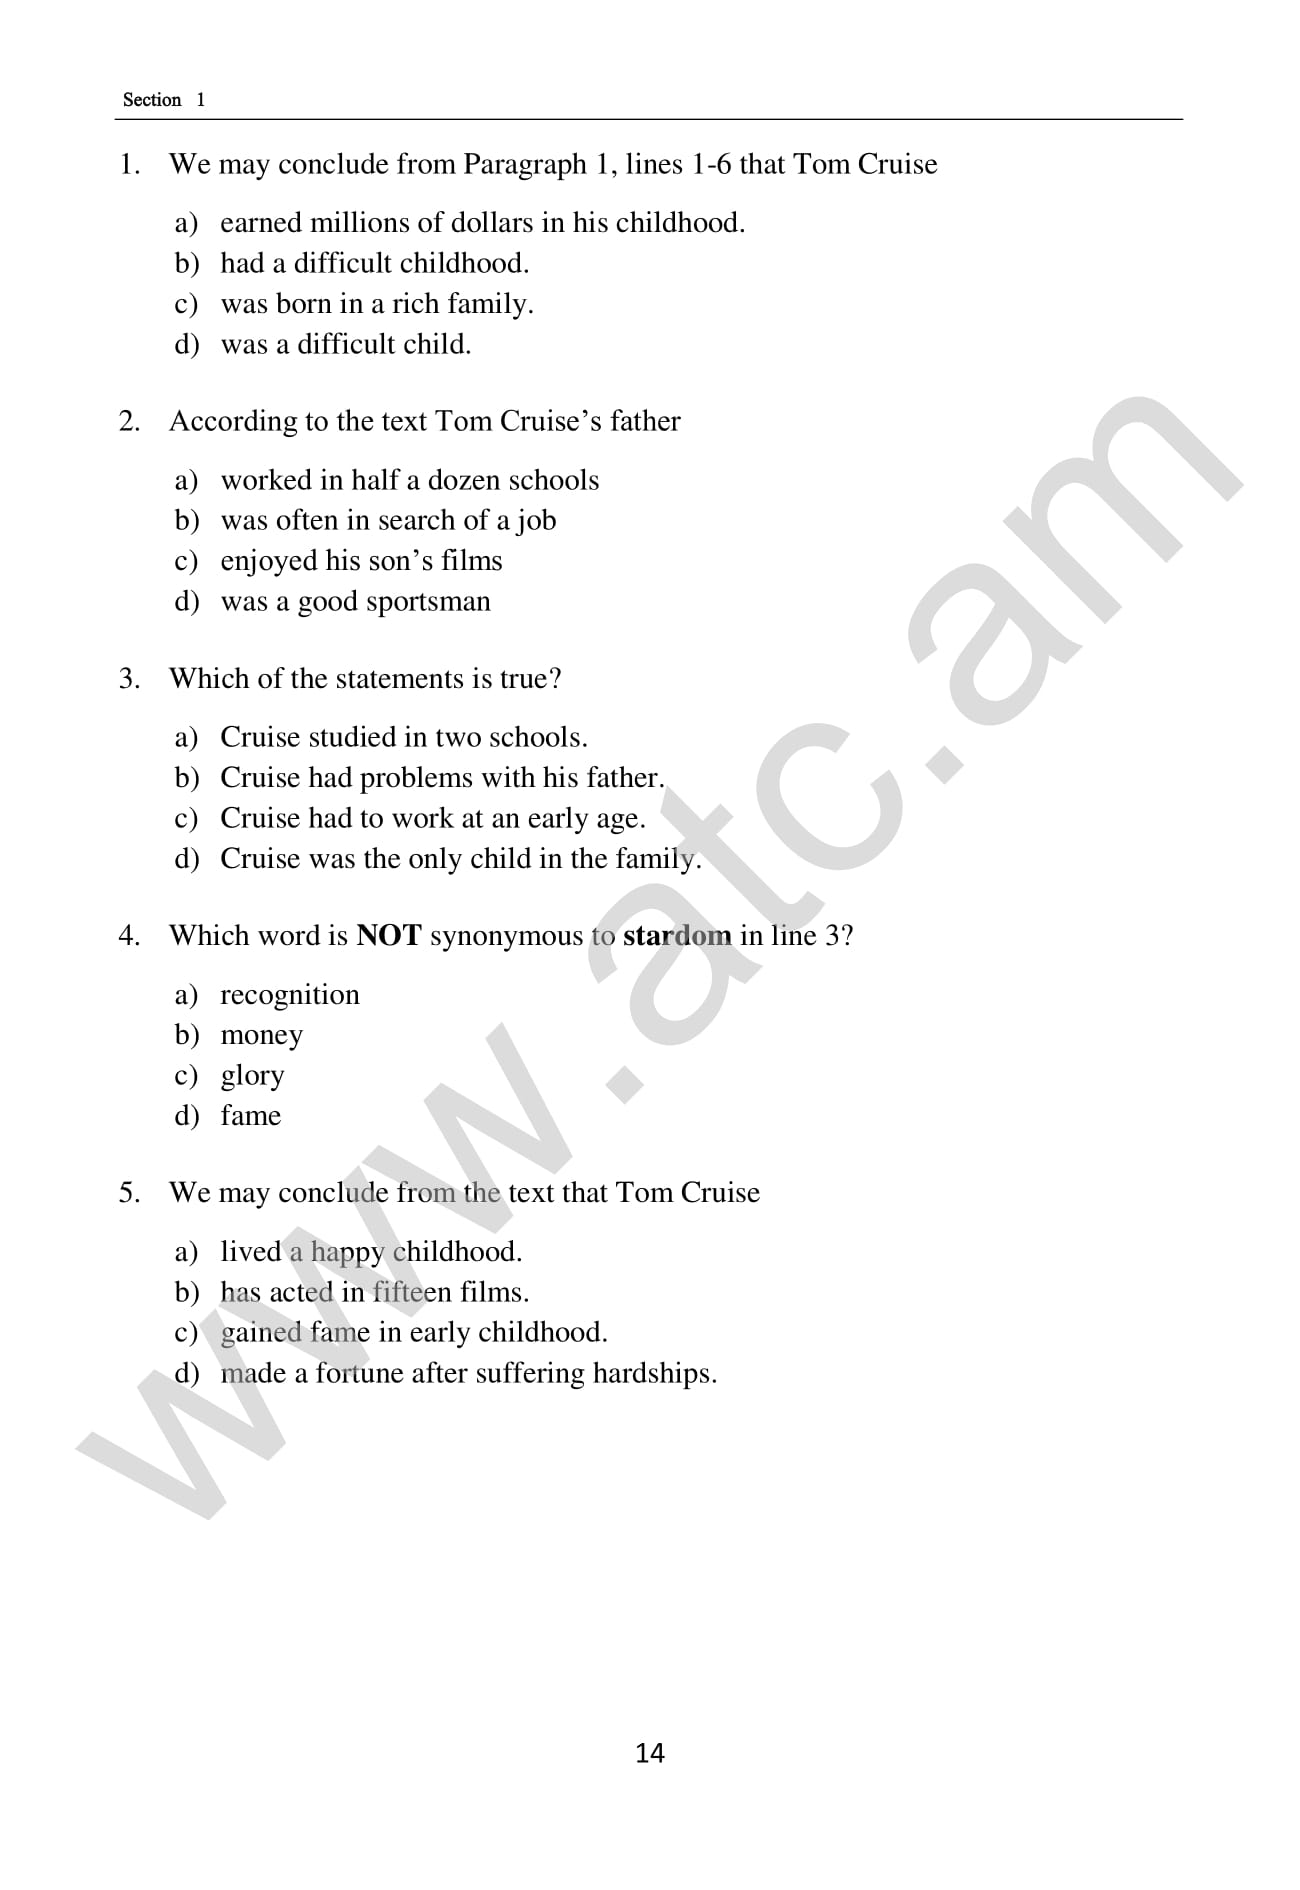 Section 1
1. We may conclude from Paragraph 1, lines 1-6 that Tom Cruise
a) earned millions of dollars in his childhood.
b) had a difficult childhood.
c) was born in a rich family.
d) was a difficult child.
2. According to the text Tom Cruise’s father
a) worked in half a dozen schools
b) was often in search of a job
c) enjoyed his son’s films
d) was a good sportsman
3. Which of the statements is true?
a) Cruise studied in two schools.
b) Cruise had problems with his father.
c) Cruise had to work at an early age.
d) Cruise was the only child in the family.
4. Which word is NOT synonymous to stardom in line 3?
a) recognition
b) money
c) glory
d) fame
5. We may conclude from the text that Tom Cruise
a) lived a happy childhood.
b) has acted in fifteen films.
c) gained fame in early childhood.
d) made a fortune after suffering hardships.
www.atc.am
14